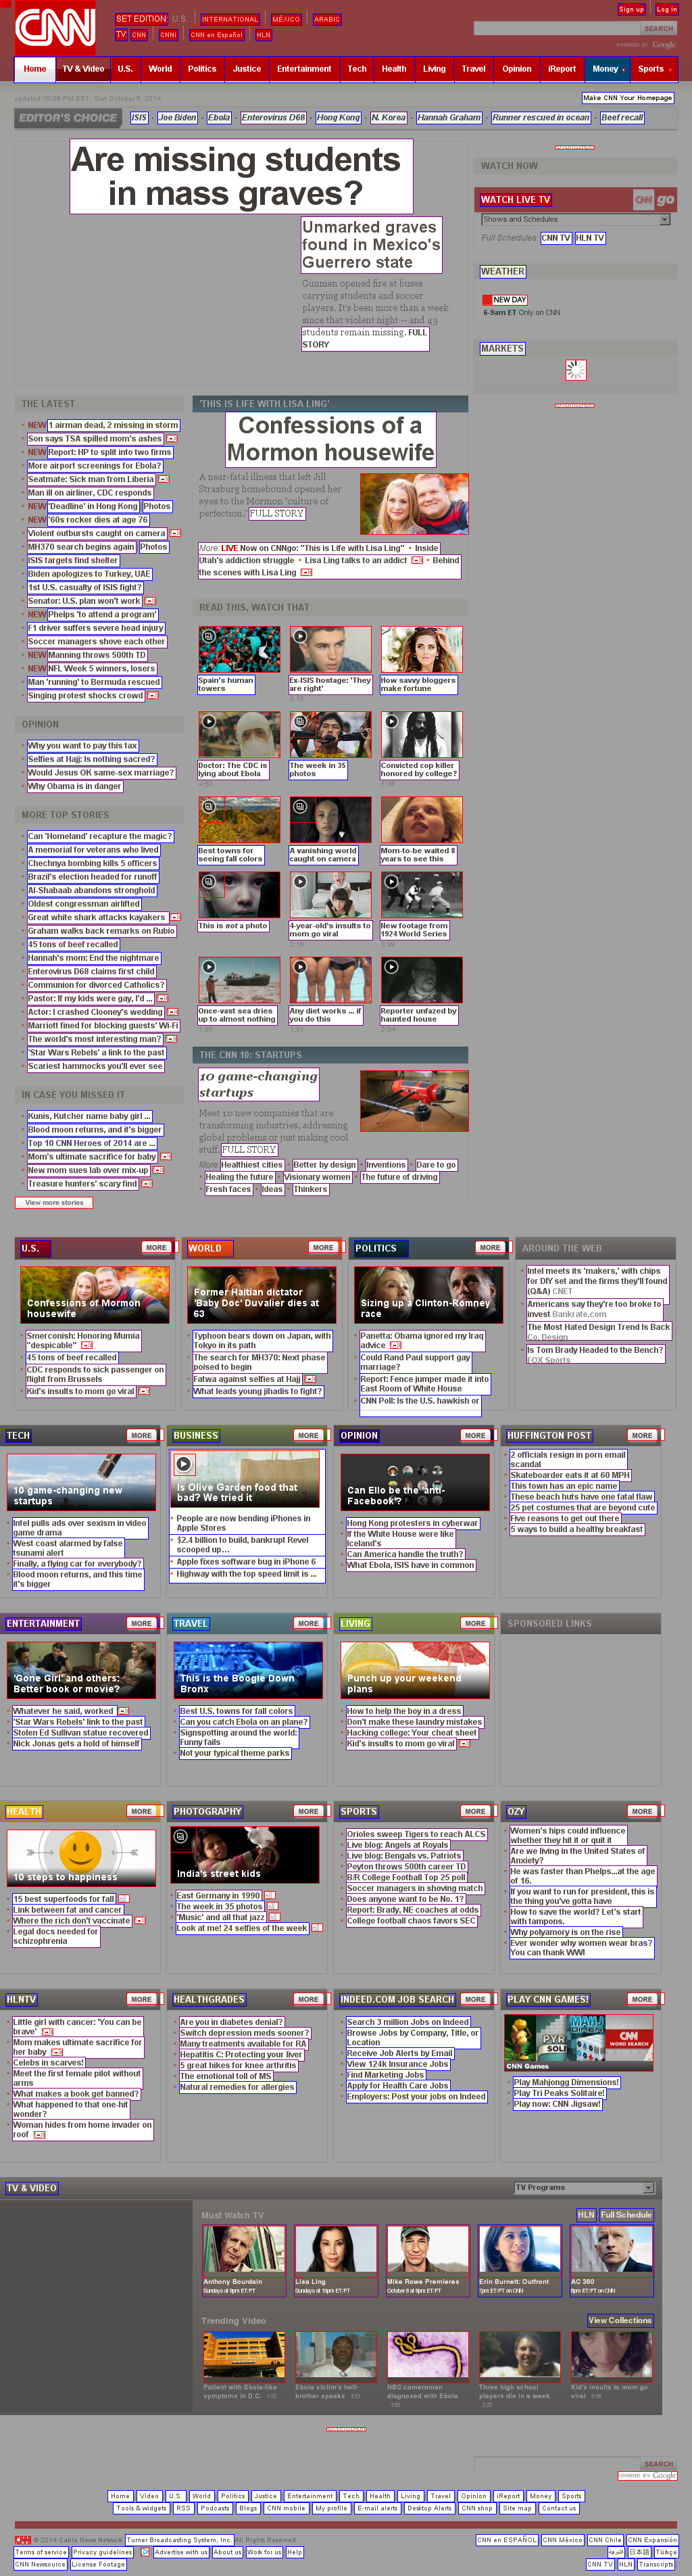 CNN
SET EDITION: U.S. INTERNATIONAL MÉXICO ARABIC
TV: CNN CNNi CNN en Español HLN
Sign up Log in
SEARCH
POWERED BY Google
Home TV & Video U.S. World Politics Justice Entertainment Tech Health Living Travel Opinion iReport Money Sports
updated 10:09 PM EDT, Sun October 5, 2014
Make CNN Your Homepage
EDITOR'S CHOICE ISIS Joe Biden Ebola Enterovirus D68 Hong Kong N. Korea Hannah Graham Runner rescued in ocean Beef recall
Are missing students
in mass graves?
Unmarked graves
found in Mexico's
Guerrero state
Gunmen opened fire at buses
carrying students and soccer
players. It's been more than a week
since that violent night -- and 43
students remain missing. FULL
STORY
WATCH NOW
WATCH LIVE TV CNN go
Shows and Schedules
Full Schedules: CNN TV HLN TV
WEATHER
NEW DAY
6-9am ET Only on CNN
MARKETS
THE LATEST
NEW 1 airman dead, 2 missing in storm
Son says TSA spilled mom's ashes
NEW Report: HP to split into two firms
More airport screenings for Ebola?
Seatmate: Sick man from Liberia
Man ill on airliner, CDC responds
NEW 'Deadline' in Hong Kong Photos
NEW '60s rocker dies at age 76
Violent outbursts caught on camera
MH370 search begins again Photos
ISIS targets find shelter
Biden apologizes to Turkey, UAE
1st U.S. casualty of ISIS fight?
Senator: U.S. plan won't work
NEW Phelps 'to attend a program'
F1 driver suffers severe head injury
Soccer managers shove each other
NEW Manning throws 500th TD
NEW NFL Week 5 winners, losers
Man 'running' to Bermuda rescued
Singing protest shocks crowd
OPINION
Why you want to pay this tax
Selfies at Hajj: Is nothing sacred?
Would Jesus OK same-sex marriage?
Why Obama is in danger
MORE TOP STORIES
Can 'Homeland' recapture the magic?
A memorial for veterans who lived
Chechnya bombing kills 5 officers
Brazil's election headed for runoff
Al-Shabaab abandons stronghold
Oldest congressman airlifted
Great white shark attacks kayakers
Graham walks back remarks on Rubio
45 tons of beef recalled
Hannah's mom: End the nightmare
Enterovirus D68 claims first child
Communion for divorced Catholics?
Pastor: If my kids were gay, I'd ...
Actor: I crashed Clooney's wedding
Marriott fined for blocking guests' Wi-Fi
The world's most interesting man?
'Star Wars Rebels' a link to the past
Scariest hammocks you'll ever see
IN CASE YOU MISSED IT
Kunis, Kutcher name baby girl ...
Blood moon returns, and it's bigger
Top 10 CNN Heroes of 2014 are ...
Mom's ultimate sacrifice for baby
New mom sues lab over mix-up
Treasure hunters' scary find
View more stories
'THIS IS LIFE WITH LISA LING'
Confessions of a
Mormon housewife
A near-fatal illness that left Jill
Strasburg homebound opened her
eyes to the Mormon "culture of
perfection." FULL STORY
More: LIVE Now on CNNgo: "This is Life with Lisa Ling" • Inside
Utah's addiction struggle • Lisa Ling talks to an addict • Behind
the scenes with Lisa Ling
READ THIS, WATCH THAT
Spain's human
towers
Ex-ISIS hostage: 'They
are right'
How savvy bloggers
make fortune
Doctor: The CDC is
lying about Ebola
The week in 35
photos
Convicted cop killer
honored by college?
Best towns for
seeing fall colors
A vanishing world
caught on camera
Mom-to-be waited 8
years to see this
This is not a photo
4-year-old's insults to
mom go viral
New footage from
1924 World Series
Once-vast sea dries
up to almost nothing
Any diet works ... if
you do this
Reporter unfazed by
haunted house
THE CNN 10: STARTUPS
10 game-changing
startups
Meet 10 new companies that are
transforming industries, addressing
global problems or just making cool
stuff. FULL STORY
More: Healthiest cities • Better by design • Inventions • Dare to go
• Healing the future • Visionary women • The future of driving
• Fresh faces • Ideas • Thinkers
U.S. MORE
Confessions of Mormon
housewife
Smerconish: Honoring Mumia
"despicable"
45 tons of beef recalled
CDC responds to sick passenger on
flight from Brussels
Kid's insults to mom go viral
WORLD MORE
Former Haitian dictator
'Baby Doc' Duvalier dies at
63
Typhoon bears down on Japan, with
Tokyo in its path
The search for MH370: Next phase
poised to begin
Fatwa against selfies at Hajj
What leads young jihadis to fight?
POLITICS MORE
Sizing up a Clinton-Romney
race
Panetta: Obama ignored my Iraq
advice
Could Rand Paul support gay
marriage?
Report: Fence jumper made it into
East Room of White House
CNN Poll: Is the U.S. hawkish or
AROUND THE WEB
Intel meets its 'makers,' with chips
for DIY set and the firms they'll found
(Q&A) CNET
Americans say they're too broke to
invest Bankrate.com
The Most Hated Design Trend Is Back
Co. Design
Is Tom Brady Headed to the Bench?
FOX Sports
TECH MORE
10 game-changing new
startups
Intel pulls ads over sexism in video
game drama
West coast alarmed by false
tsunami alert
Finally, a flying car for everybody?
Blood moon returns, and this time
it's bigger
BUSINESS MORE
Is Olive Garden food that
bad? We tried it
People are now bending iPhones in
Apple Stores
$2.4 billion to build, bankrupt Revel
scooped up...
Apple fixes software bug in iPhone 6
Highway with the top speed limit is ...
OPINION MORE
Can Ello be the 'anti-
Facebook'?
Hong Kong protesters in cyberwar
If the White House were like
Iceland's
Can America handle the truth?
What Ebola, ISIS have in common
HUFFINGTON POST MORE
2 officials resign in porn email
scandal
Skateboarder eats it at 60 MPH
This town has an epic name
These beach huts have one fatal flaw
25 pet costumes that are beyond cute
Five reasons to get out there
5 ways to build a healthy breakfast
ENTERTAINMENT MORE
'Gone Girl' and others:
Better book or movie?
Whatever he said, worked
'Star Wars Rebels' link to the past
Stolen Ed Sullivan statue recovered
Nick Jonas gets a hold of himself
TRAVEL MORE
This is the Boogie Down
Bronx
Best U.S. towns for fall colors
Can you catch Ebola on an plane?
Signspotting around the world:
Funny fails
Not your typical theme parks
LIVING MORE
Punch up your weekend
plans
How to help the boy in a dress
Don't make these laundry mistakes
Hacking college: Your cheat sheet
Kid's insults to mom go viral
SPONSORED LINKS
HEALTH MORE
10 steps to happiness
15 best superfoods for fall
Link between fat and cancer
Where the rich don't vaccinate
Legal docs needed for
schizophrenia
PHOTOGRAPHY MORE
India's street kids
East Germany in 1990
The week in 35 photos
'Music' and all that jazz
Look at me! 24 selfies of the week
SPORTS MORE
Orioles sweep Tigers to reach ALCS
Live blog: Angels at Royals
Live blog: Bengals vs. Patriots
Peyton throws 500th career TD
B/R College Football Top 25 poll
Soccer managers in shoving match
Does anyone want to be No. 1?
Report: Brady, NE coaches at odds
College football chaos favors SEC
OZY MORE
Women's hips could influence
whether they hit it or quit it
Are we living in the United States of
Anxiety?
He was faster than Phelps...at the age
of 16.
If you want to run for president, this is
the thing you've gotta have
How to save the world? Let's start
with tampons.
Why polyamory is on the rise
Ever wonder why women wear bras?
You can thank WWI
HLNTV MORE
Little girl with cancer: 'You can be
brave'
Mom makes ultimate sacrifice for
her baby
Celebs in scarves!
Meet the first female pilot without
arms
What makes a book get banned?
What happened to that one-hit
wonder?
Woman hides from home invader on
roof
HEALTHGRADES MORE
Are you in diabetes denial?
Switch depression meds sooner?
Many treatments available for RA
Hepatitis C: Protecting your liver
5 great hikes for knee arthritis
The emotional toll of MS
Natural remedies for allergies
INDEED.COM JOB SEARCH MORE
Search 3 million Jobs on Indeed
Browse Jobs by Company, Title, or
Location
Receive Job Alerts by Email
View 124k Insurance Jobs
Find Marketing Jobs
Apply for Health Care Jobs
Employers: Post your jobs on Indeed
PLAY CNN GAMES! MORE
CNN WORD SEARCH
CNN Games
Play Mahjongg Dimensions!
Play Tri Peaks Solitaire!
Play now: CNN Jigsaw!
TV & VIDEO
TV Programs
Must Watch TV
HLN Full Schedule
Anthony Bourdain
Sundays at 9pm ET/PT
Lisa Ling
Sundays at 10pm ET/PT
Mike Rowe Premieres
October 8 at 9pm ET/PT
Erin Burnett: Outfront
7pm ET/PT on CNN
AC 360
8pm ET/PT on CNN
Trending Video
View Collections
Patient with Ebola-like
symptoms in D.C.
Ebola victim's half-
brother speaks
NBC cameraman
diagnosed with Ebola
Three high school
players die in a week
Kid's insults to mom go
viral
SEARCH
POWERED BY Google
Home Video U.S. World Politics Justice Entertainment Tech Health Living Travel Opinion iReport Money Sports
Tools & widgets RSS Podcasts Blogs CNN mobile My profile E-mail alerts Desktop Alerts CNN shop Site map Contact us
CNN © 2014 Cable News Network. Turner Broadcasting System, Inc. All Rights Reserved.
Terms of service Privacy guidelines Advertise with us About us Work for us Help
CNN Newsource License Footage
CNN en ESPAÑOL CNN México CNN Chile CNN Expansión
العربية 日本語 Türkçe
CNN TV HLN Transcripts